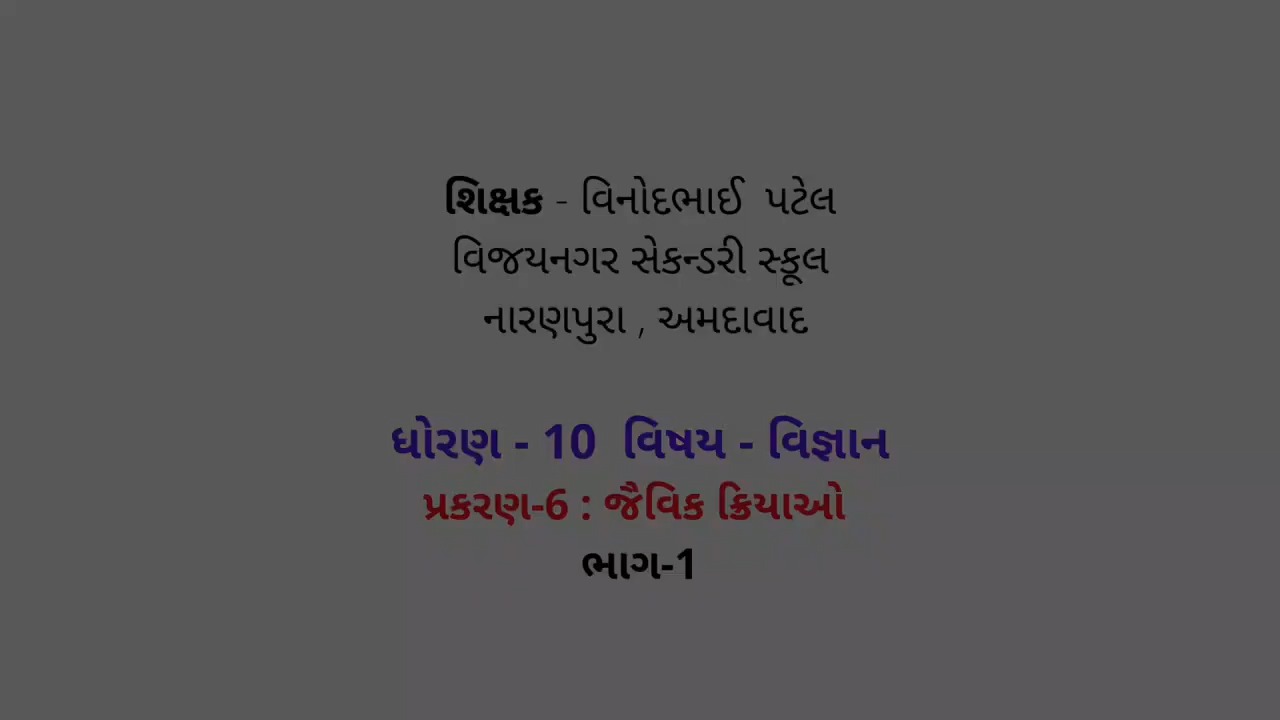 શિક્ષક - વિનોદભાઈ પટેલ
વિજયનગર સેકન્ડરી સ્કૂલ
નારણપુરા , અમદાવાદ
ધોરણ - 10 વિષય - વિજ્ઞાન
પ્રકરણ-6 : જૈવિક ક્રિયાઓ
ભાગ-1